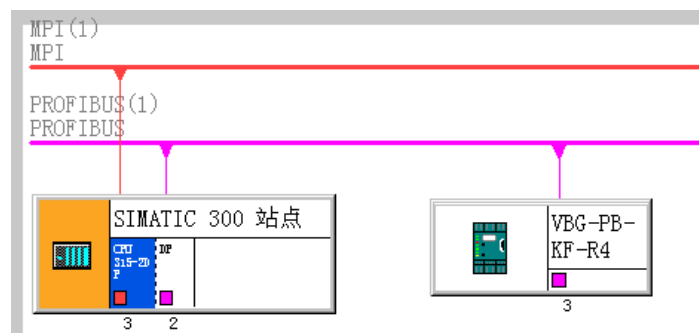 MPI(1)
MPI
PROFIBUS(1)
PROFIBUS
SIMATIC 300 站点
CPU
315-2D
P
DP
3
2
VBG-PB-
KF-R4
3